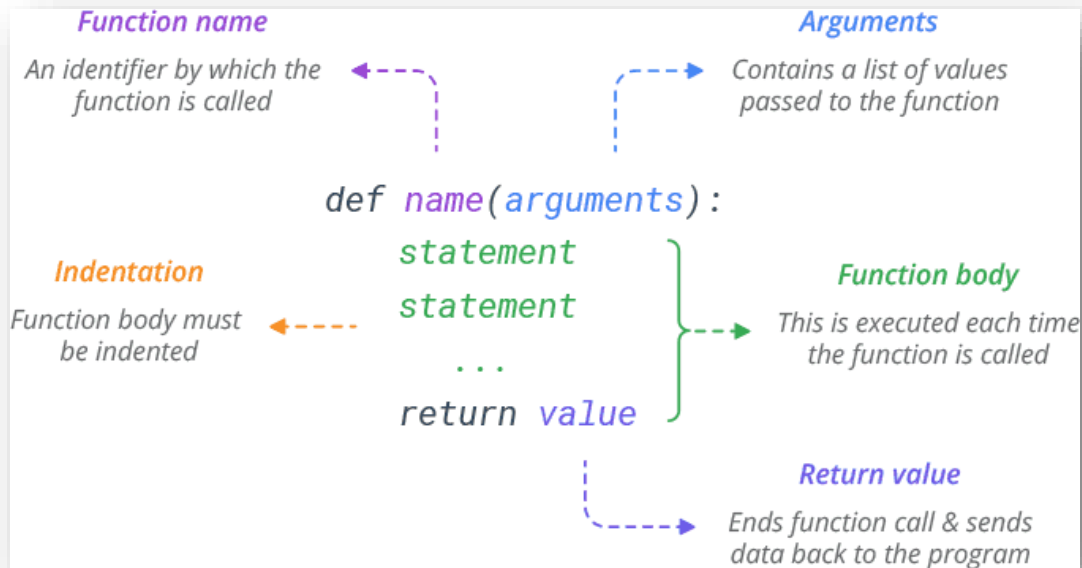 Function name
An identifier by which the
function is called
Arguments
Contains a list of values
passed to the function
def name(arguments):
statement
statement
...
return value
Indentation
Function body must
be indented
Function body
This is executed each time
the function is called
Return value
Ends function call & sends
data back to the program